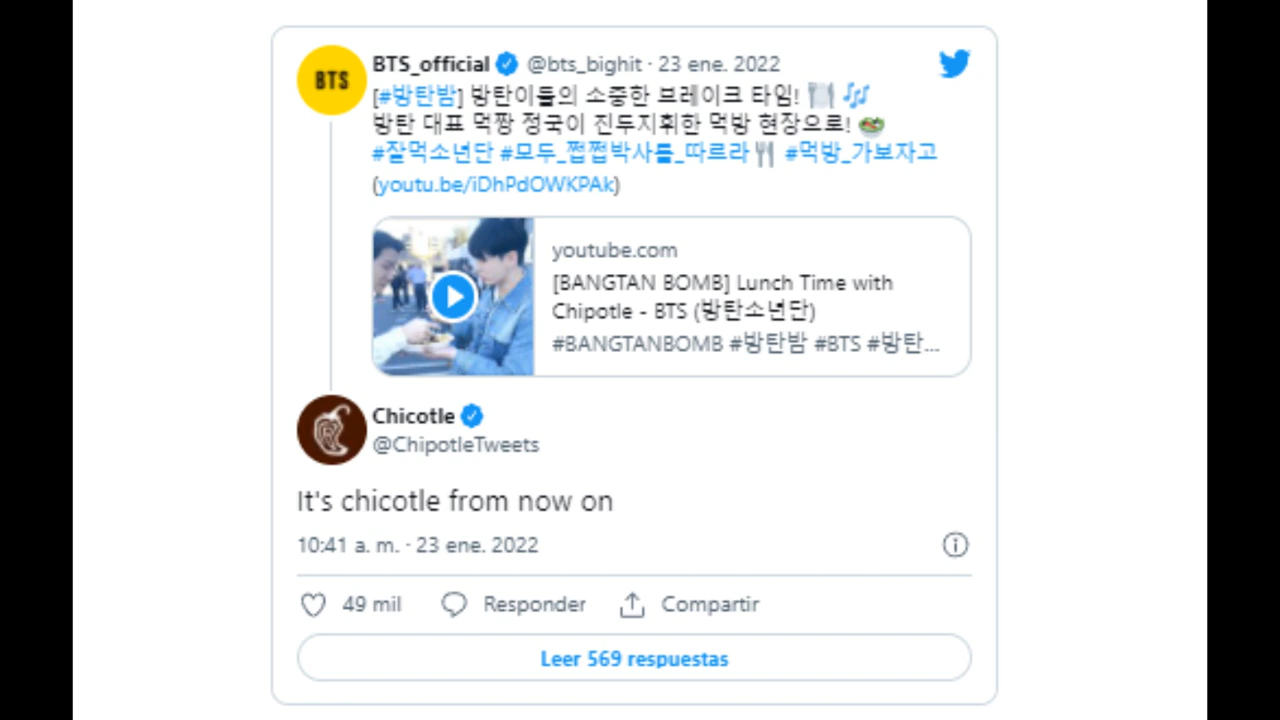 BTS
BTS_official @bts_bighit · 23 ene. 2022
[#방탄밤] 방탄이들의 소중한 브레이크 타임! 🍽️ 🎶
방탄 대표 먹짱 정국이 진두지휘한 먹방 현장으로! 🥗
#잘먹소년단 #모두_쩝쩝박사를_따르라🍴 #먹방_가보자고
(youtu.be/iDhPdOWKPAk)
youtube.com
[BANGTAN BOMB] Lunch Time with
Chipotle - BTS (방탄소년단)
#BANGTANBOMB #방탄밤 #BTS #방탄...
Chicotle
@ChipotleTweets
It's chicotle from now on
10:41 a. m. · 23 ene. 2022
49 mil Responder Compartir
Leer 569 respuestas